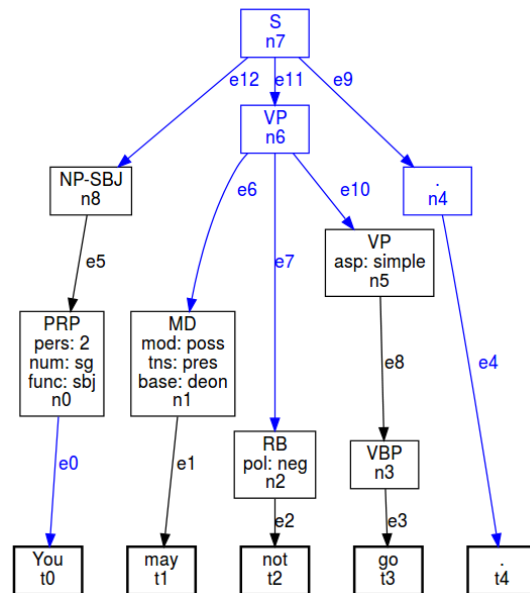 S
n7
e12
e11
e9
VP
n6
NP-SBJ
n8
e6
e10
.
n4
e7
VP
asp: simple
n5
e5
PRP
pers: 2
num: sg
func: sbj
n0
MD
mod: poss
tns: pres
base: deon
n1
e8
e4
RB
pol: neg
n2
VBP
n3
e0
e1
e2
e3
You
t0
may
t1
not
t2
go
t3
.
t4